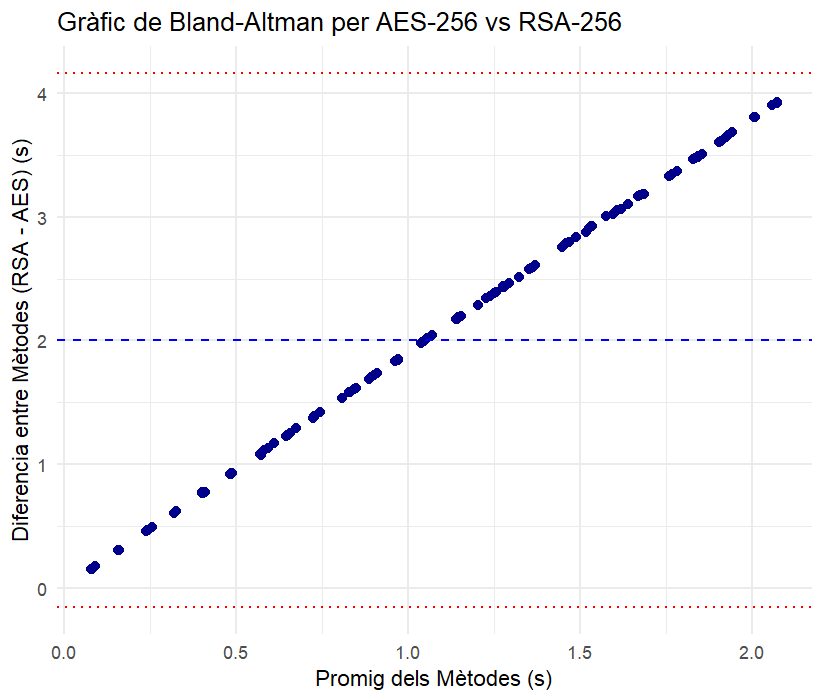 Gràfic de Bland-Altman per AES-256 vs RSA-256
Diferencia entre Mètodes (RSA - AES) (s)
4
3
2
1
0
0.0 0.5 1.0 1.5 2.0
Promig dels Mètodes (s)